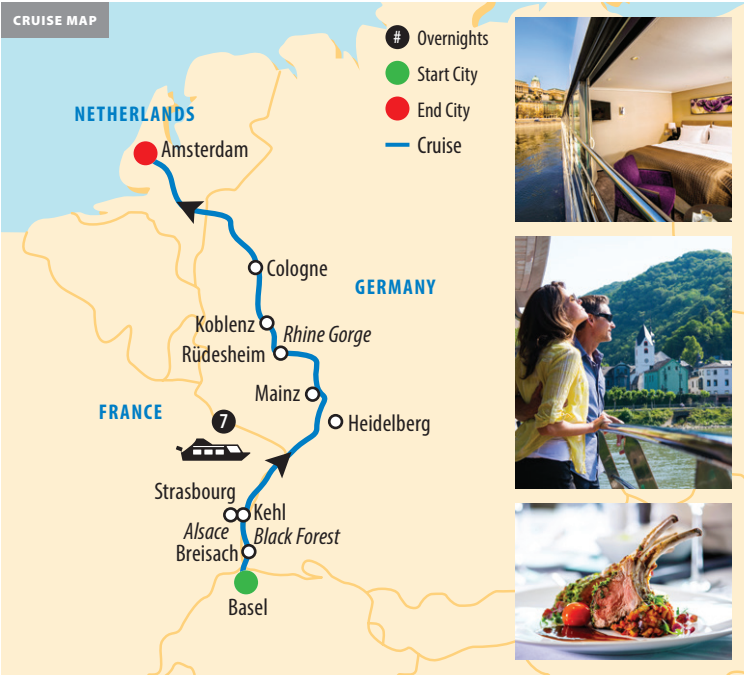 CRUISE MAP
# Overnights
Start City
End City
Cruise
NETHERLANDS
Amsterdam
Cologne
GERMANY
Koblenz
Rhine Gorge
Rüdesheim
Mainz
FRANCE
7
Heidelberg
Strasbourg
Kehl
Alsace
Black Forest
Breisach
Basel